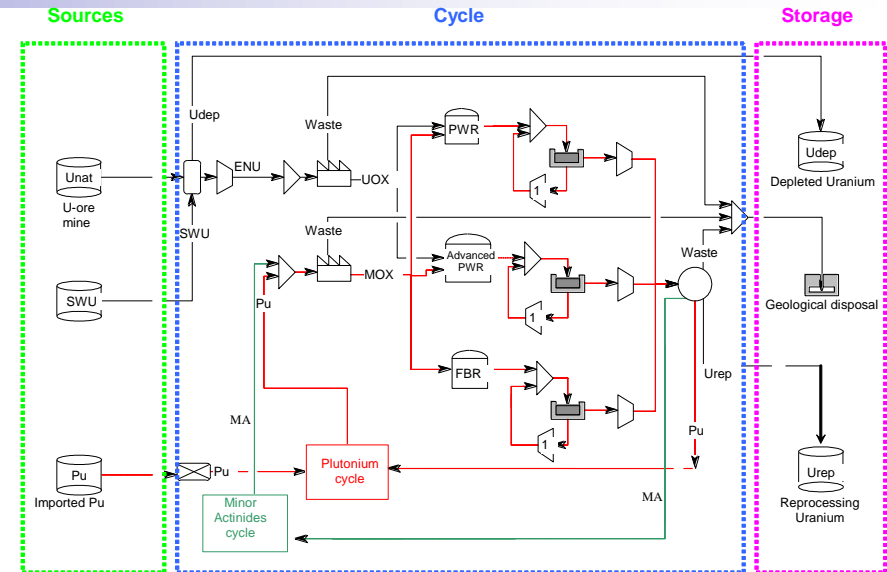 Sources
Cycle
Storage
Udep
Waste
PWR
Unat
ENU
UOX
1
Udep
Depleted Uranium
U-ore
mine
SWU
Waste
Advanced
PWR
MOX
Waste
SWU
Pu
1
Geological disposal
FBR
Urep
MA
1
Pu
Pu
Imported Pu
Pu
Plutonium
cycle
Urep
Reprocessing
Uranium
Minor
Actinides
cycle
MA